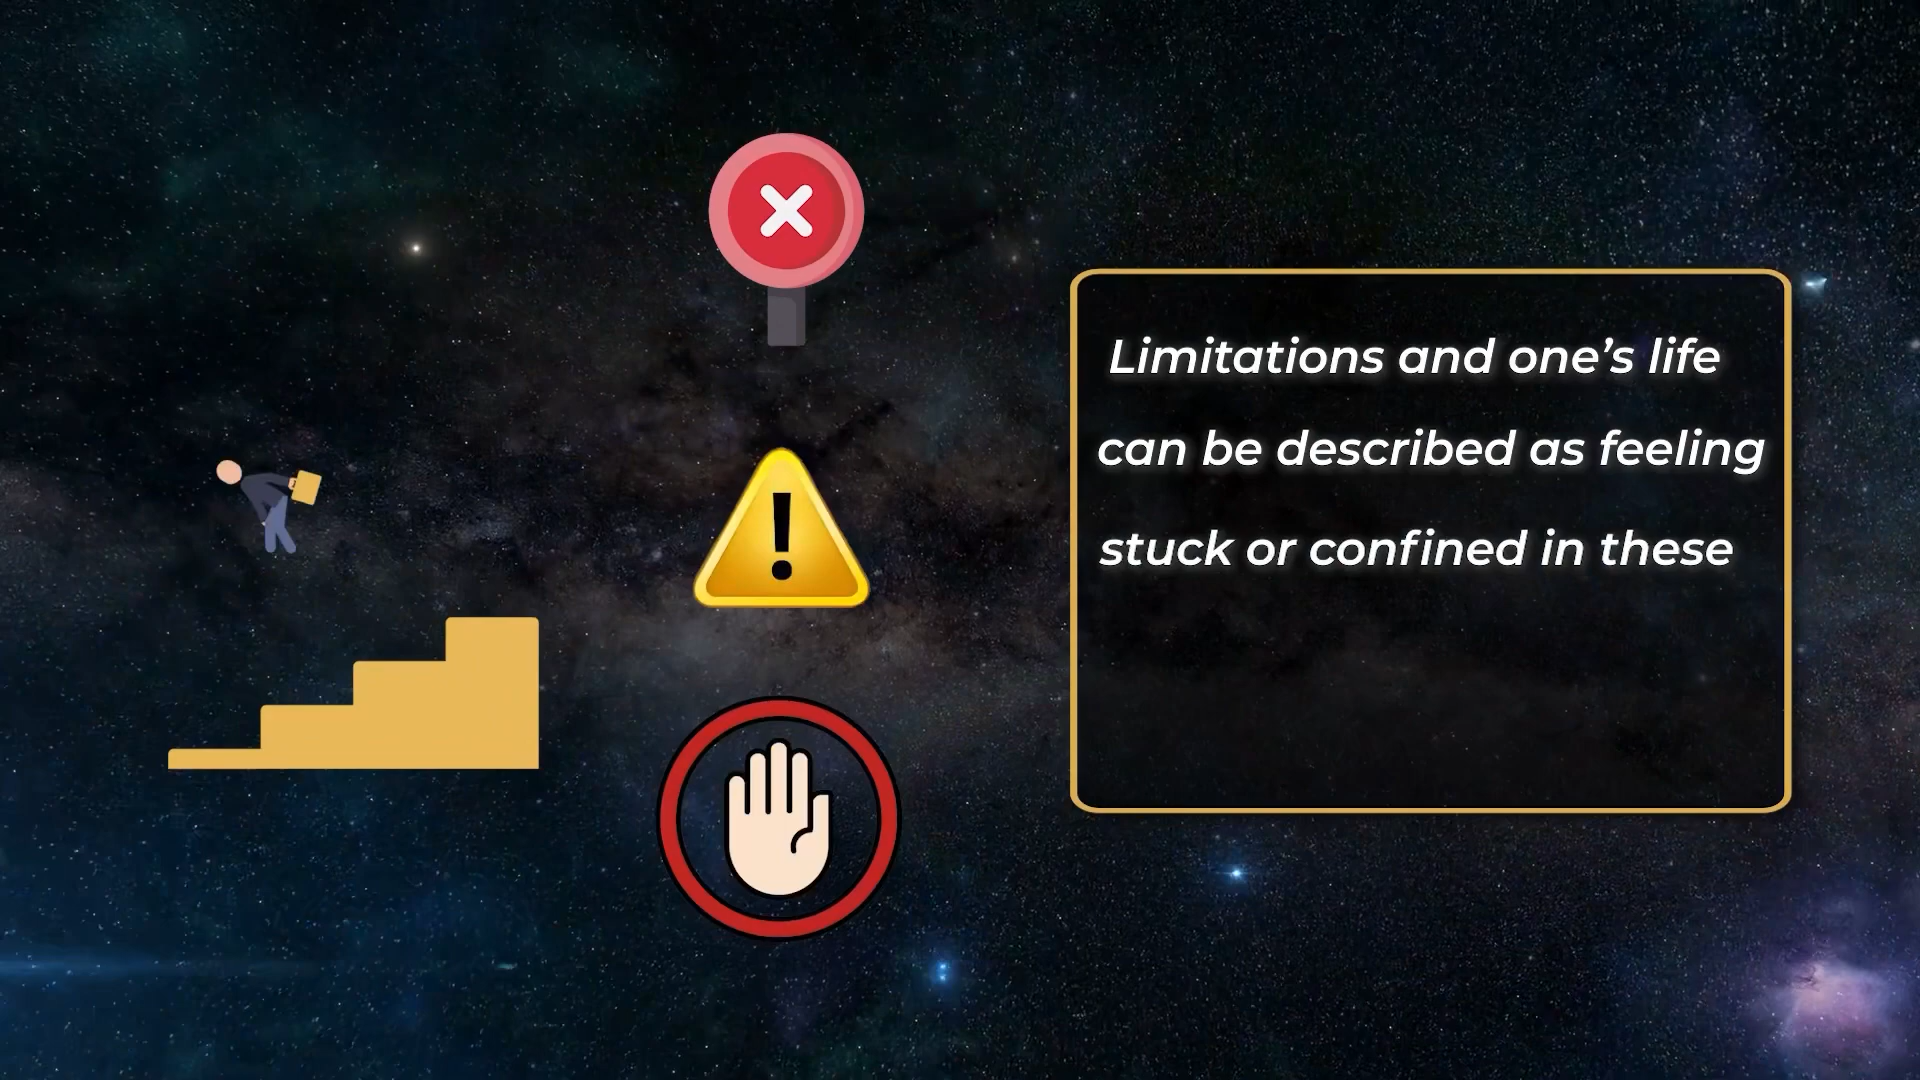 Limitations and one’s life
can be described as feeling
stuck or confined in these